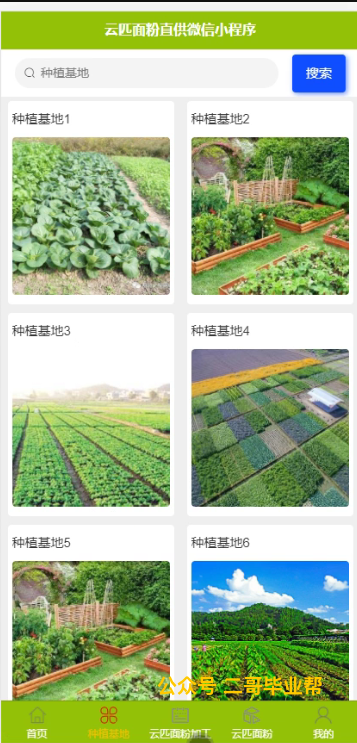 云匹面粉直供微信小程序
种植基地 搜索
种植基地1 种植基地2
种植基地3 种植基地4
种植基地5 种植基地6
公众号 二哥毕业帮
首页 种植基地 云匹面粉加工 云匹面粉 我的